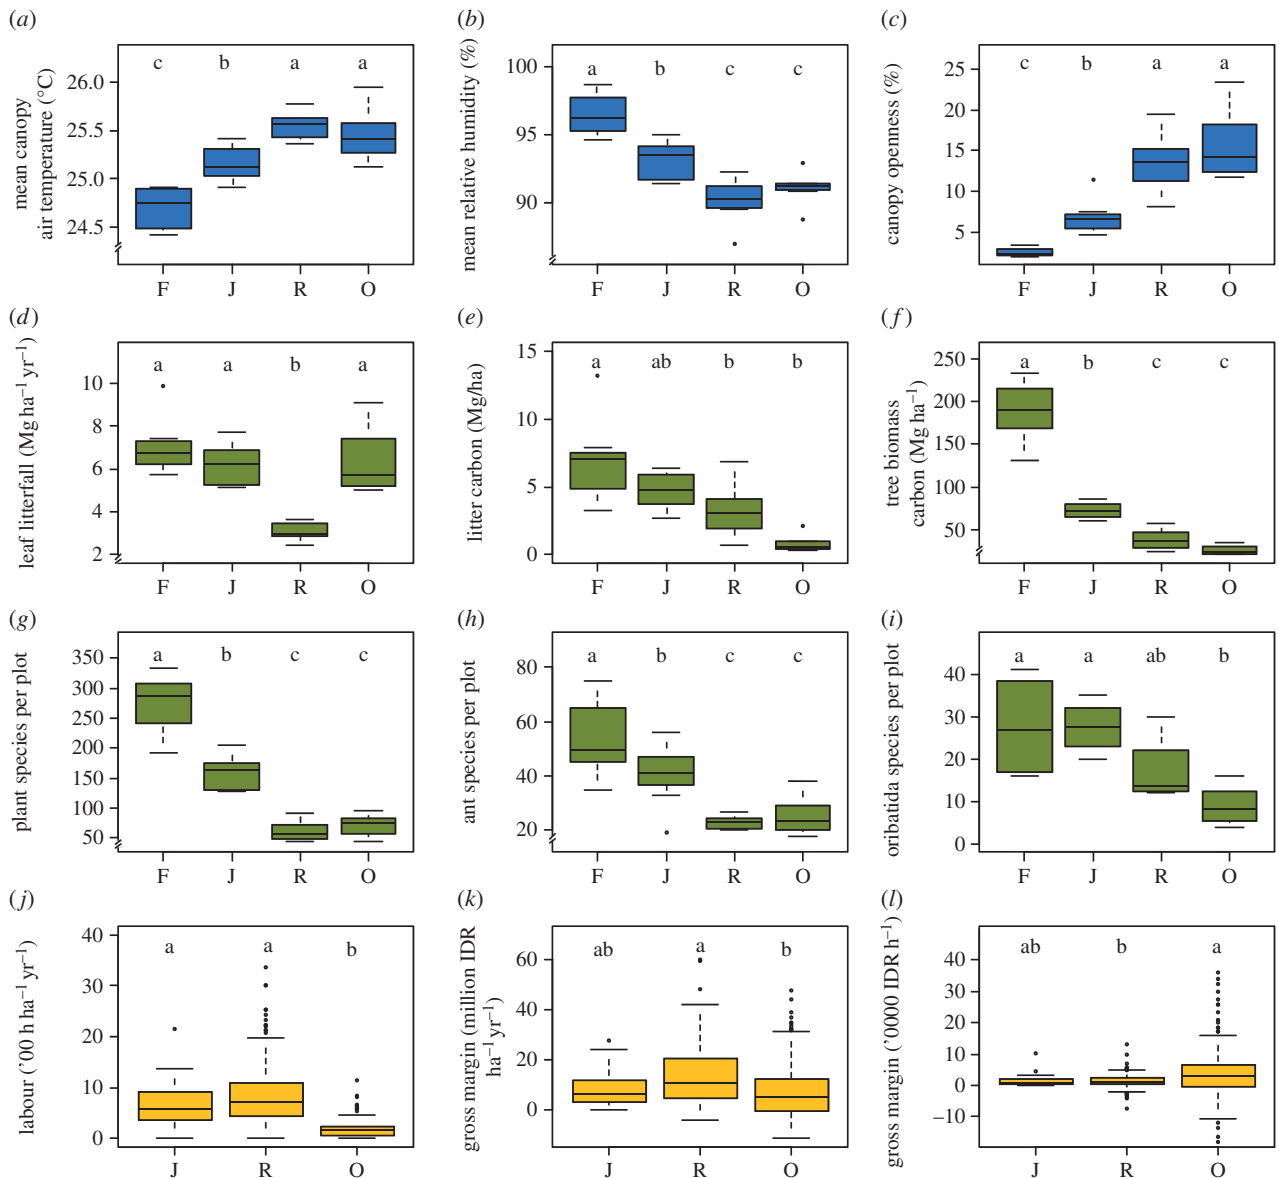 (a)
mean canopy
air temperature (°C)
26.0
25.5
25.0
24.5
c b a a
F J R O
(b)
mean relative humidity (%)
100
95
90
a b c c
F J R O
(c)
canopy openness (%)
25
20
15
10
5
c b a a
F J R O
(d)
leaf litterfall (Mg ha−1 yr−1)
10
8
6
4
2
a a b a
F J R O
(e)
litter carbon (Mg/ha)
15
10
5
0
a ab b b
F J R O
(f)
tree biomass
carbon (Mg ha−1)
200
150
100
50
250
a b c c
F J R O
(g)
plant species per plot
350
300
250
200
150
100
50
a b c c
F J R O
(h)
ant species per plot
80
60
40
20
a b c c
F J R O
(i)
oribatida species per plot
40
30
20
10
0
a a ab b
F J R O
(j)
labour (’00 h ha−1 yr−1)
40
30
20
10
0
a a b
J R O
(k)
gross margin (million IDR
ha−1 yr−1)
60
40
20
0
ab a b
J R O
(l)
gross margin (’0000 IDR h−1)
40
30
20
10
0
−10
ab b a
J R O